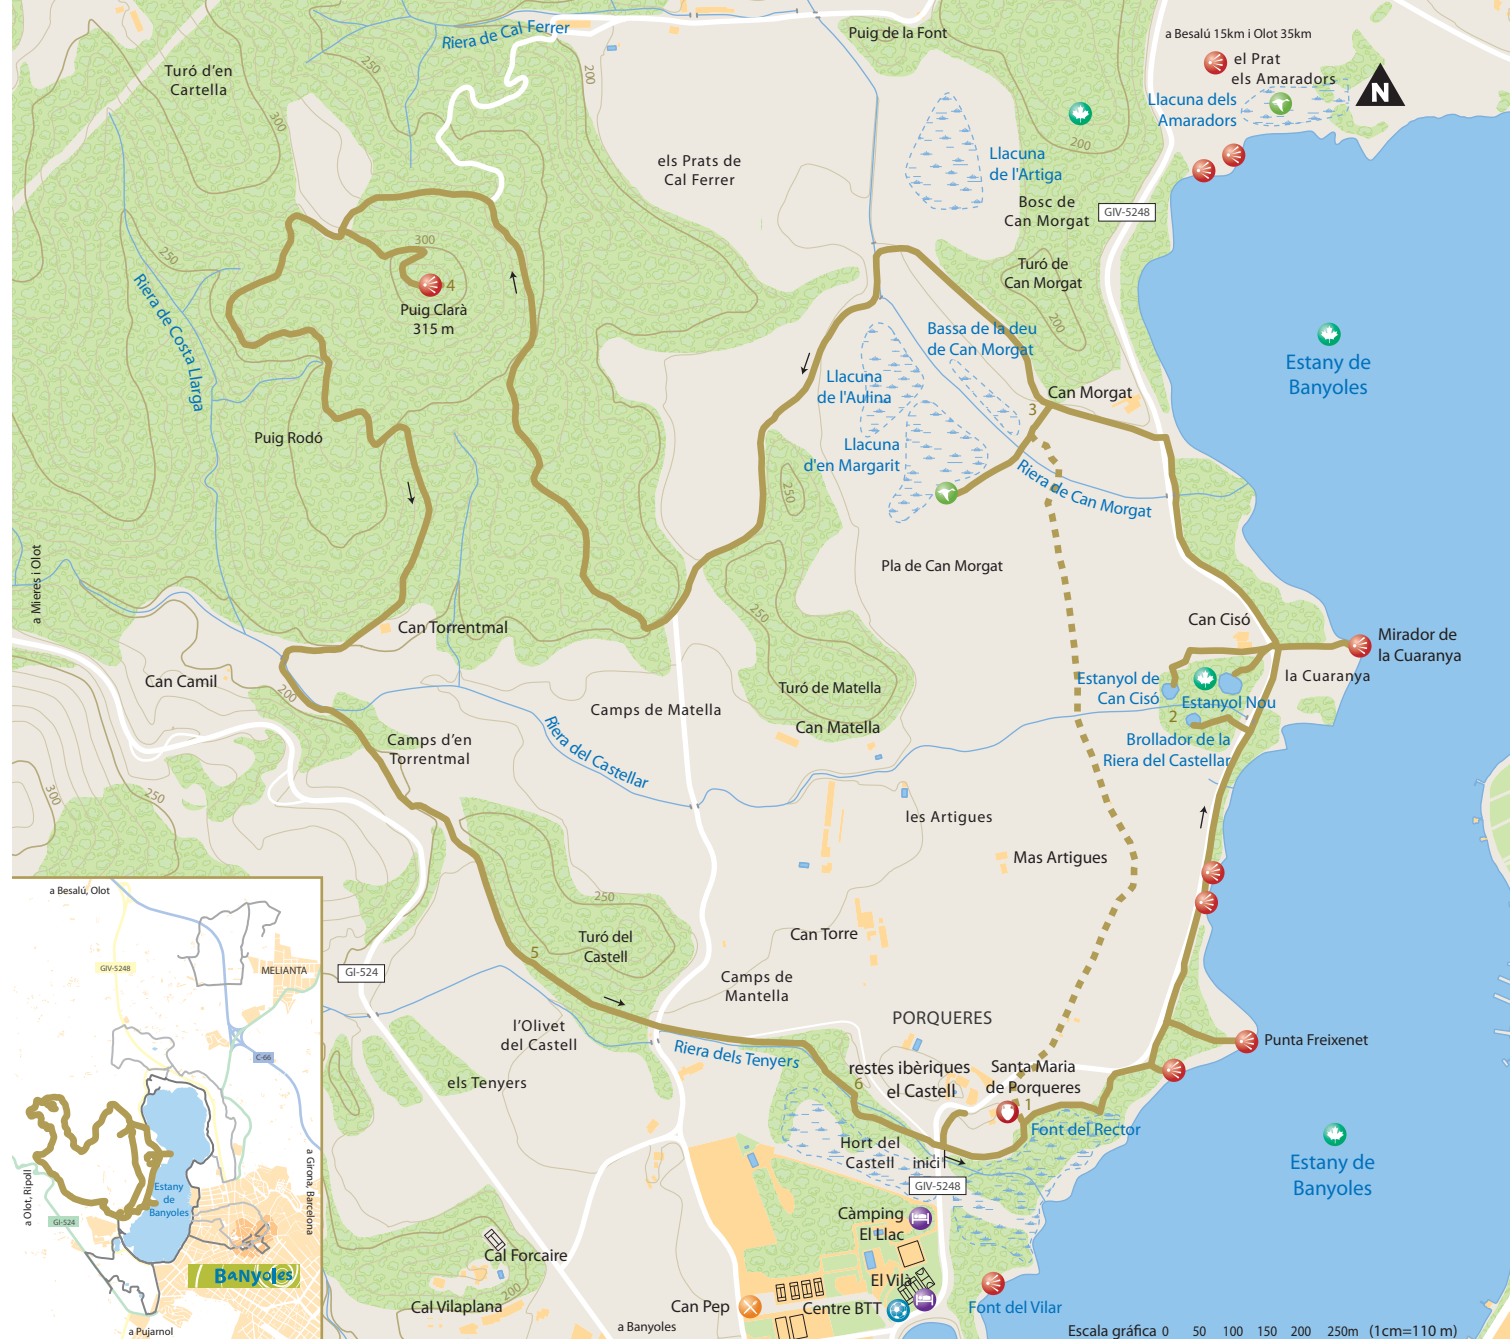 Riera de Cal Ferrer
Puig de la Font
a Besalú 15km i Olot 35km
el Prat
els Amaradors
N
Turó d'en
Cartella
250
200
300
Llacuna dels
Amaradors
200
els Prats de
Cal Ferrer
Llacuna
de l'Artiga
Bosc de
Can Morgat
GIV-5248
250
300
4
Puig Clarà
315 m
Riera de Costa Llarga
Turó de
Can Morgat
200
Bassa de la deu
de Can Morgat
Estany de
Banyoles
Llacuna
de l'Aulina
Can Morgat
3
Puig Rodó
Llacuna
d'en Margarit
250
Riera de Can Morgat
a Mieres i Olot
Pla de Can Morgat
250
Can Torrentmal
Can Cisó
Mirador de
la Cuaranya
la Cuaranya
Can Camil
200
Turó de Matella
Estanyol de
Can Cisó
Estanyol Nou
2
Camps de Matella
Can Matella
Riera del Castellar
Camps d'en
Torrentmal
Brollador de la
Riera del Castellar
300
250
les Artigues
Mas Artigues
250
a Besalú, Olot
Can Torre
Turó del
Castell
5
GIV-5248
MELIANTA
GI-524
Camps de
Mantella
l'Olivet
del Castell
PORQUERES
C-66
Riera dels Tenyers
Punta Freixenet
els Tenyers
restes ibèriques
el Castell
6
Santa Maria
de Porqueres
1
Font del Rector
Hort del
Castell
inici
GIV-5248
Estany de
Banyoles
a Olot, Ripoll
a Girona, Barcelona
Estany
de
Banyoles
GI-524
Càmping
El Llac
Cal Forcaire
BaNyoles
El Vilà
200
Cal Vilaplana
Can Pep
Centre BTT
Font del Vilar
a Pujarnol
a Banyoles
Escala gráfica 0 50 100 150 200 250m (1cm=110 m)